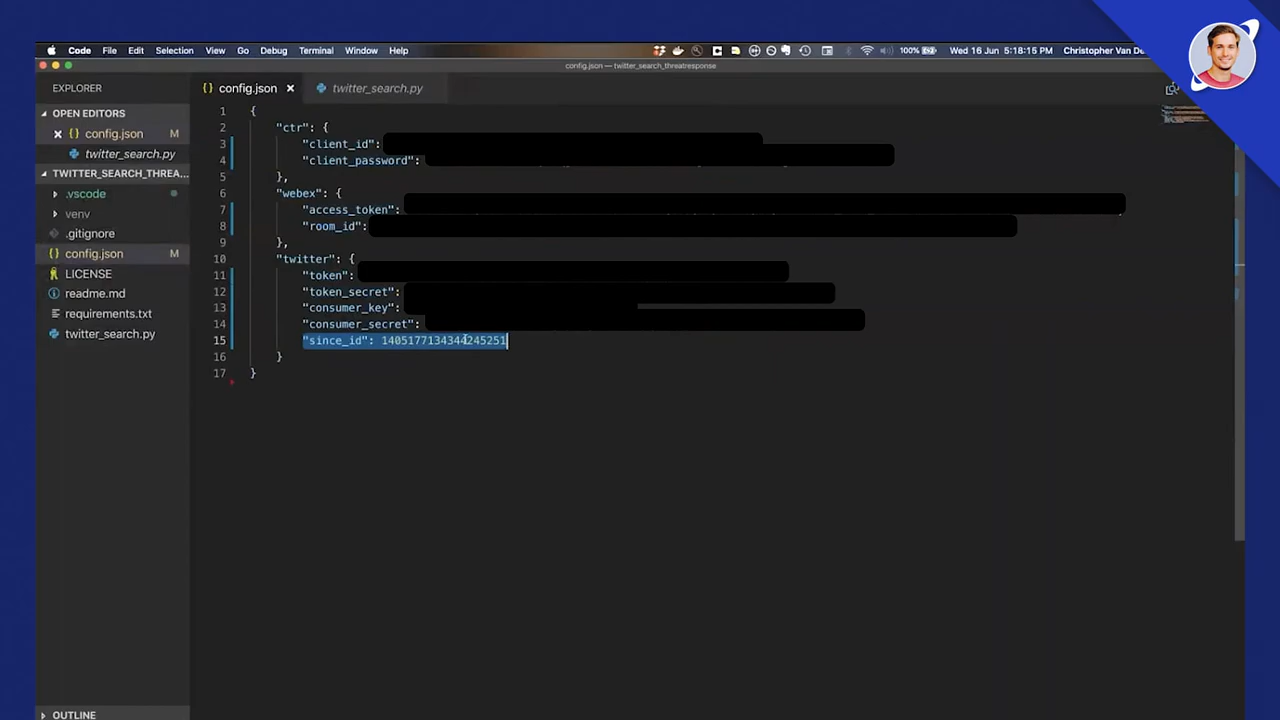 Code File Edit Selection View Go Debug Terminal Window Help 100% Wed 16 Jun 5:18:15 PM Christopher Van De
config.json — twitter_search_threatresponse
EXPLORER
OPEN EDITORS
config.json M
twitter_search.py
TWITTER_SEARCH_THREA...
.vscode
venv
.gitignore
config.json M
LICENSE
readme.md
requirements.txt
twitter_search.py
OUTLINE
config.json twitter_search.py
1 {
2 "ctr": {
3 "client_id":
4 "client_password":
5 },
6 "webex": {
7 "access_token":
8 "room_id":
9 },
10 "twitter": {
11 "token":
12 "token_secret":
13 "consumer_key":
14 "consumer_secret":
15 "since_id": 1405177134344245251
16 }
17 }